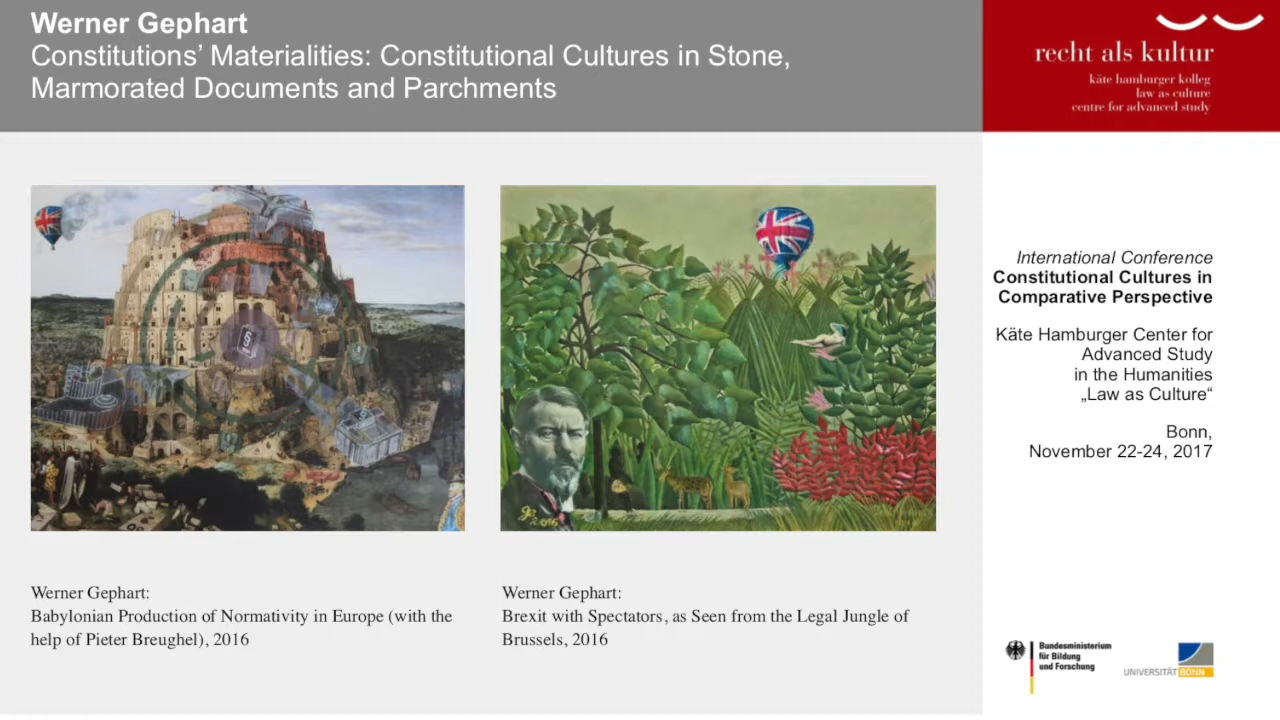 Werner Gephart
Constitutions’ Materialities: Constitutional Cultures in Stone,
Marmorated Documents and Parchments
recht als kultur
käte hamburger kolleg
law as culture
centre for advanced study
International Conference
Constitutional Cultures in
Comparative Perspective
Käte Hamburger Center for
Advanced Study
in the Humanities
„Law as Culture“
Bonn,
November 22-24, 2017
§
§
2016
Werner Gephart:
Babylonian Production of Normativity in Europe (with the
help of Pieter Breughel), 2016
Werner Gephart:
Brexit with Spectators, as Seen from the Legal Jungle of
Brussels, 2016
Bundesministerium
für Bildung
und Forschung
UNIVERSITÄT BONN